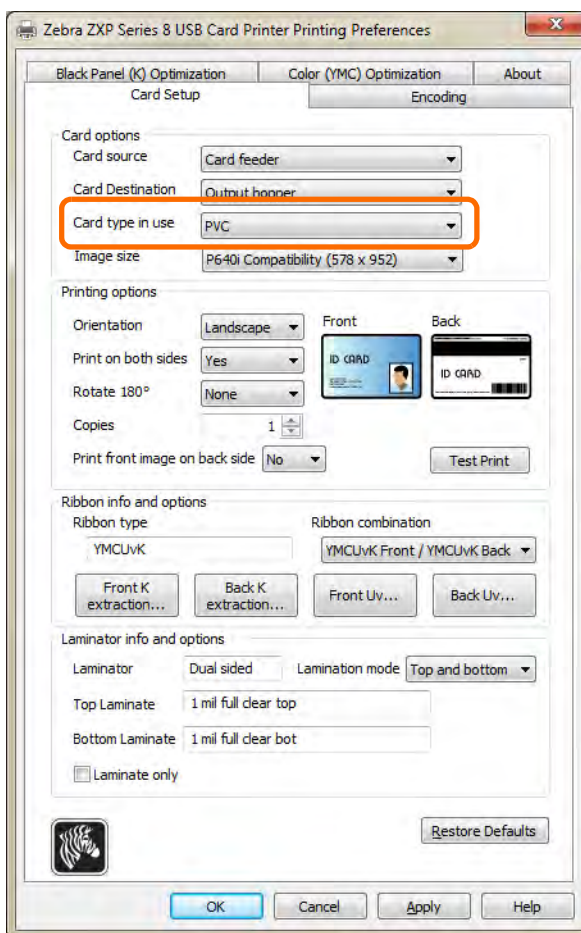 Zebra ZXP Series 8 USB Card Printer Printing Preferences
Black Panel (K) Optimization Color (YMC) Optimization About
Card Setup Encoding
Card options
Card source Card feeder
Card Destination Output hopper
Card type in use PVC
Image size P640i Compatibility (578 x 952)
Printing options
Orientation Landscape Front Back
Print on both sides Yes ID CARD ID CARD
Rotate 180° None
Copies 1
Print front image on back side No Test Print
Ribbon info and options
Ribbon type Ribbon combination
YMCUvK YMCUvK Front / YMCUvK Back
Front K extraction... Back K extraction... Front Uv... Back Uv...
Laminator info and options
Laminator Dual sided Lamination mode Top and bottom
Top Laminate 1 mil full clear top
Bottom Laminate 1 mil full clear bot
Laminate only
Restore Defaults
OK Cancel Apply Help